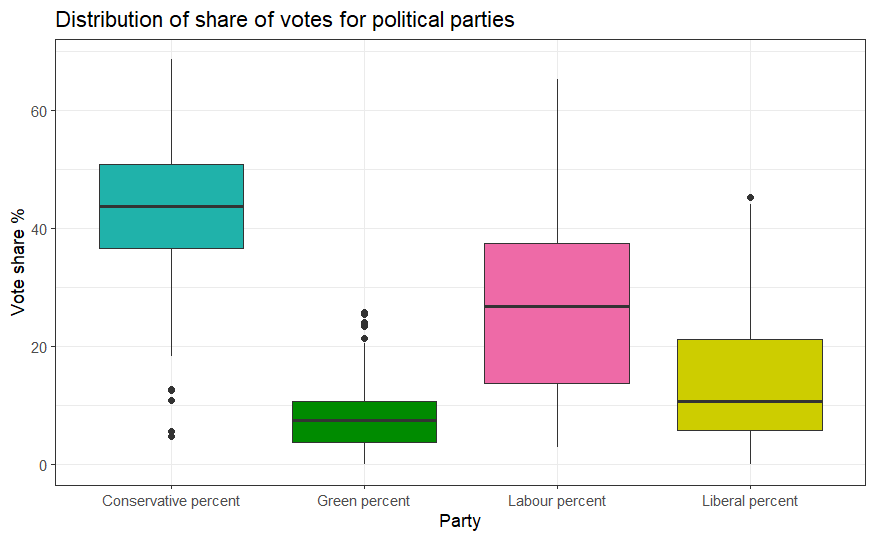 Distribution of share of votes for political parties
Vote share %
60
40
20
0
Conservative percent
Green percent
Labour percent
Liberal percent
Party